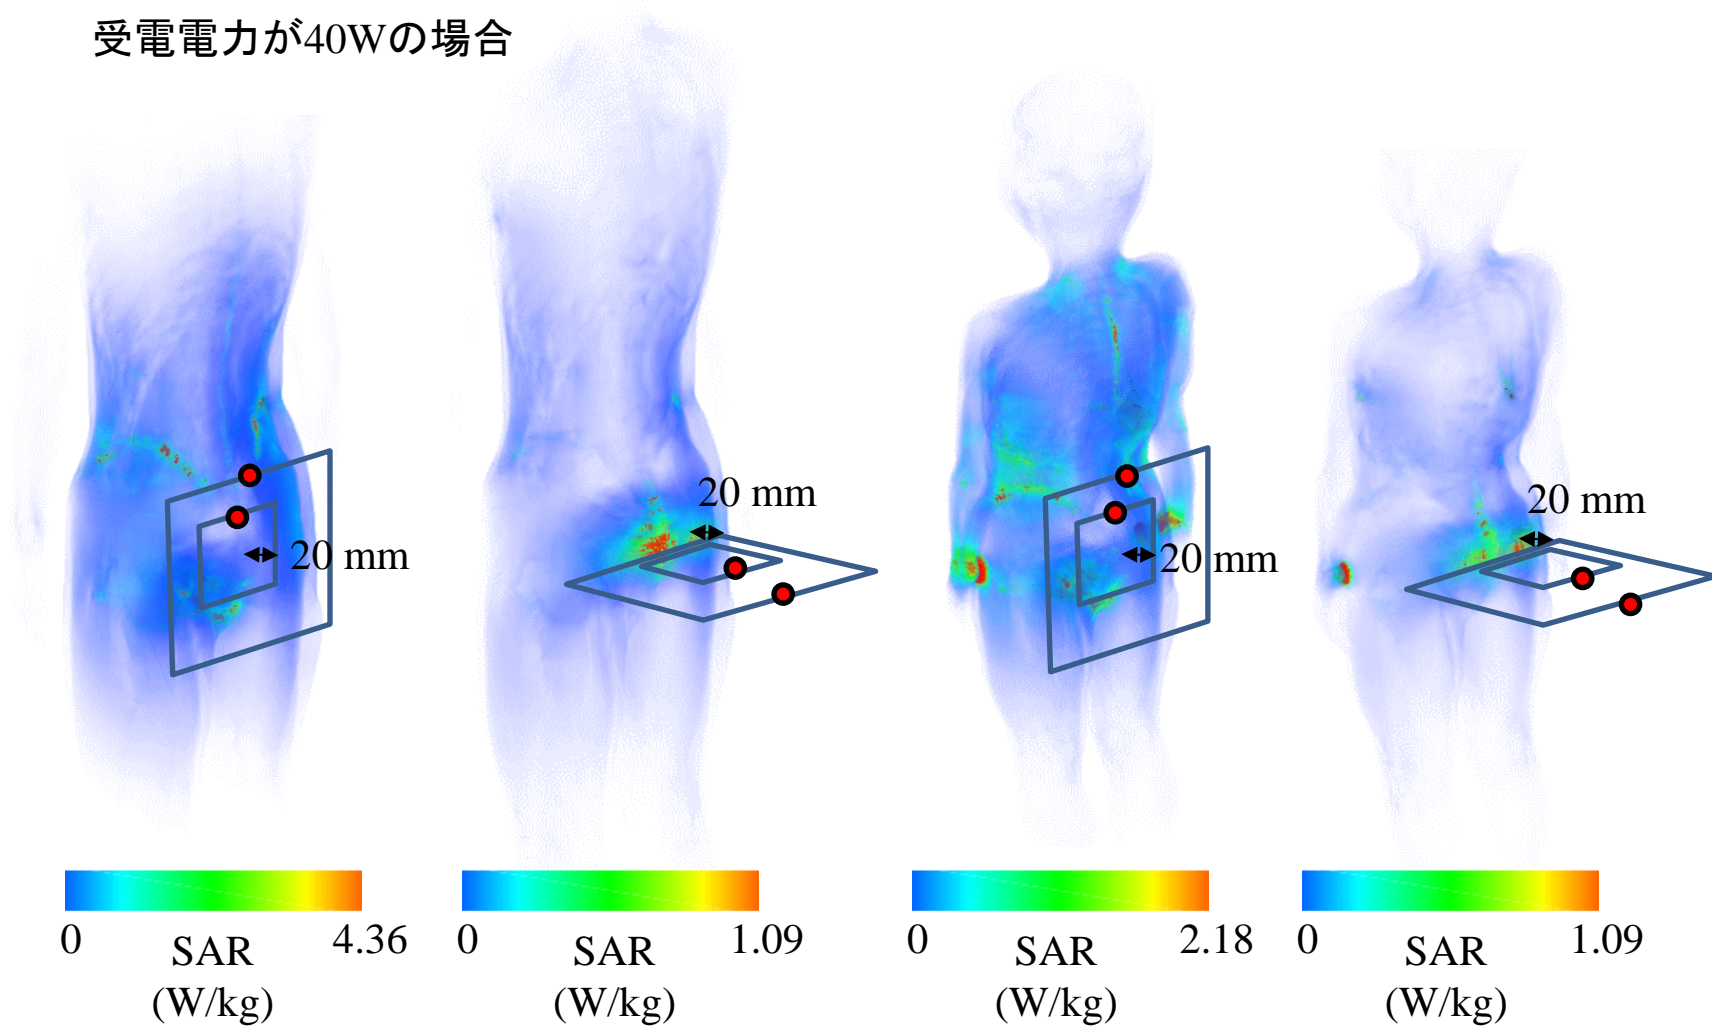 受電電力が40Wの場合
20 mm
20 mm
20 mm
20 mm
0 SAR 4.36
(W/kg)
0 SAR 1.09
(W/kg)
0 SAR 2.18
(W/kg)
0 SAR 1.09
(W/kg)